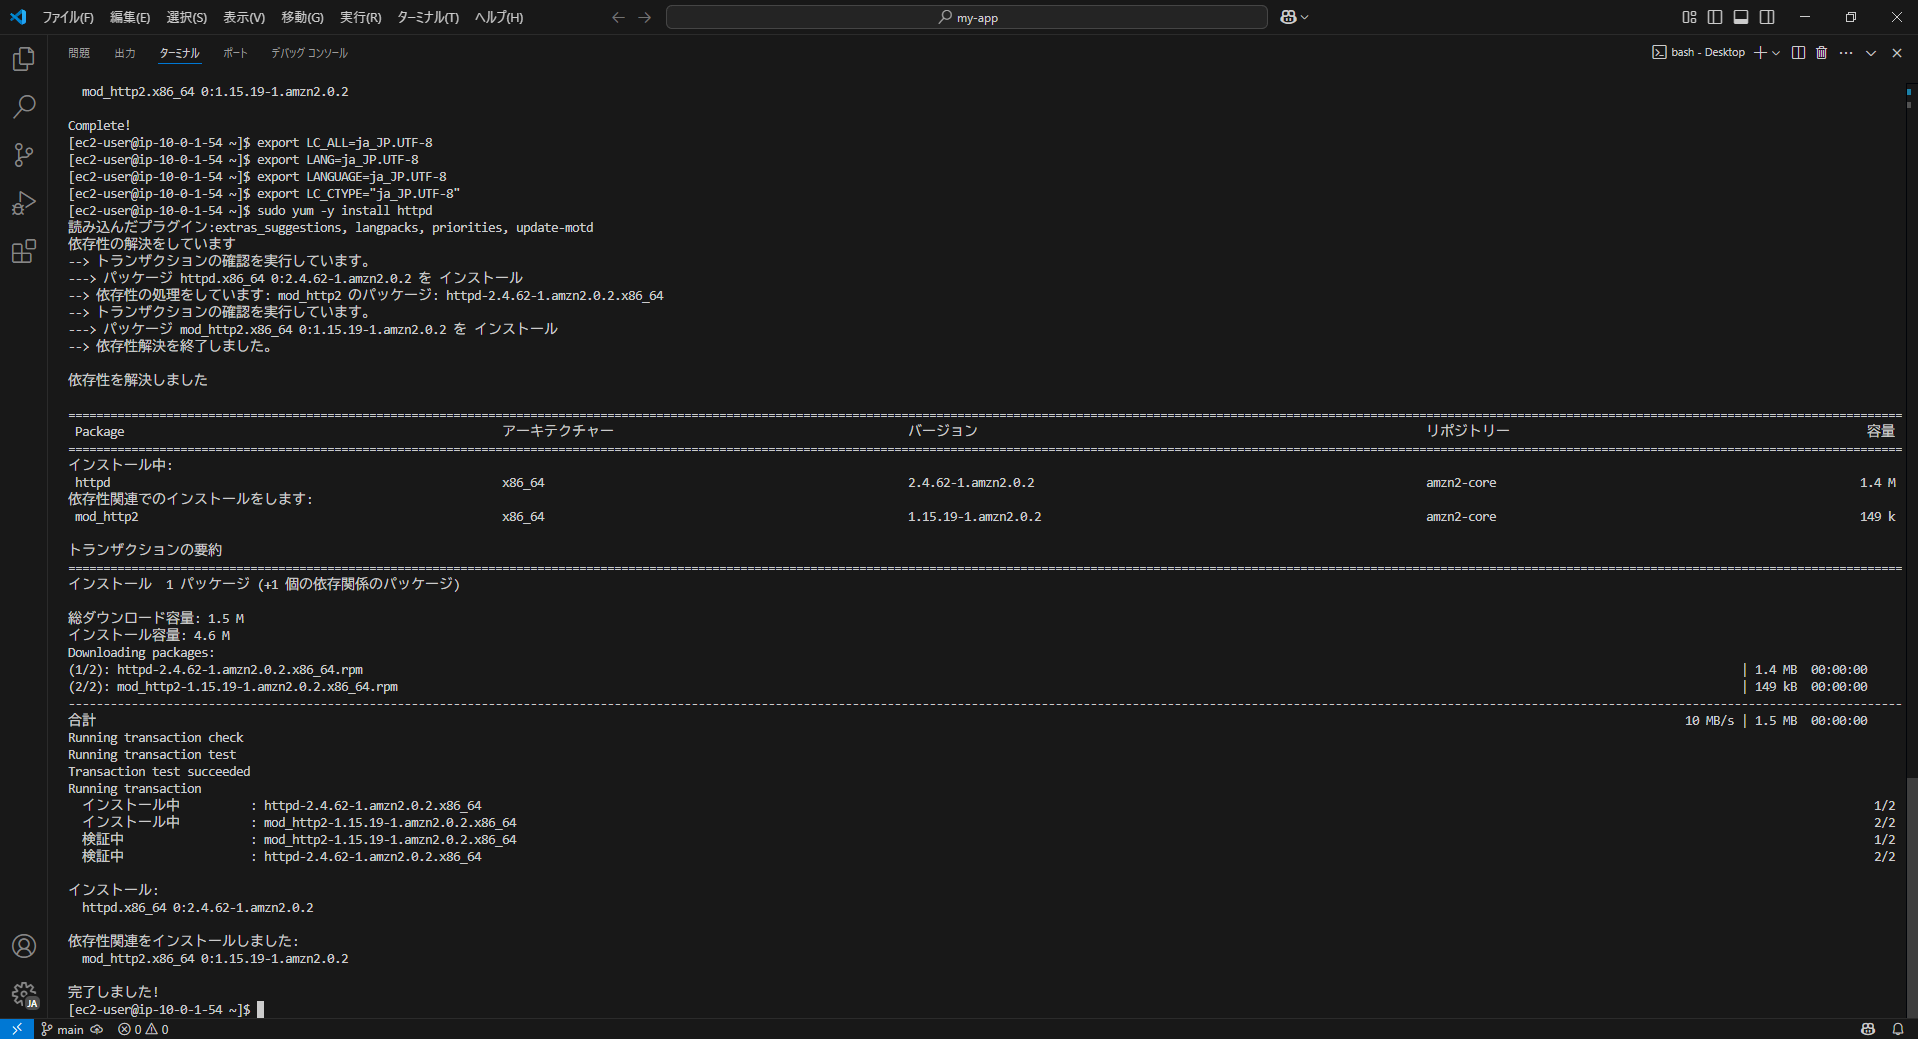 ファイル(F) 編集(E) 選択(S) 表示(V) 移動(G) 実行(R) ターミナル(T) ヘルプ(H) my-app
問題 出力 ターミナル ポート デバッグ コンソール bash - Desktop
mod_http2.x86_64 0:1.15.19-1.amzn2.0.2
Complete!
[ec2-user@ip-10-0-1-54 ~]$ export LC_ALL=ja_JP.UTF-8
[ec2-user@ip-10-0-1-54 ~]$ export LANG=ja_JP.UTF-8
[ec2-user@ip-10-0-1-54 ~]$ export LANGUAGE=ja_JP.UTF-8
[ec2-user@ip-10-0-1-54 ~]$ export LC_CTYPE="ja_JP.UTF-8"
[ec2-user@ip-10-0-1-54 ~]$ sudo yum -y install httpd
読み込んだプラグイン:extras_suggestions, langpacks, priorities, update-motd
依存性の解決をしています
--> トランザクションの確認を実行しています。
---> パッケージ httpd.x86_64 0:2.4.62-1.amzn2.0.2 を インストール
--> 依存性の処理をしています: mod_http2 のパッケージ: httpd-2.4.62-1.amzn2.0.2.x86_64
--> トランザクションの確認を実行しています。
---> パッケージ mod_http2.x86_64 0:1.15.19-1.amzn2.0.2 を インストール
--> 依存性解決を終了しました。
依存性を解決しました
================================================================================
Package アーキテクチャー バージョン リポジトリー 容量
================================================================================
インストール中:
httpd x86_64 2.4.62-1.amzn2.0.2 amzn2-core 1.4 M
依存性関連でのインストールをします:
mod_http2 x86_64 1.15.19-1.amzn2.0.2 amzn2-core 149 k
トランザクションの要約
================================================================================
インストール 1 パッケージ (+1 個の依存関係のパッケージ)
総ダウンロード容量: 1.5 M
インストール容量: 4.6 M
Downloading packages:
(1/2): httpd-2.4.62-1.amzn2.0.2.x86_64.rpm | 1.4 MB 00:00:00
(2/2): mod_http2-1.15.19-1.amzn2.0.2.x86_64.rpm | 149 kB 00:00:00
--------------------------------------------------------------------------------
合計 10 MB/s | 1.5 MB 00:00:00
Running transaction check
Running transaction test
Transaction test succeeded
Running transaction
インストール中 : httpd-2.4.62-1.amzn2.0.2.x86_64 1/2
インストール中 : mod_http2-1.15.19-1.amzn2.0.2.x86_64 2/2
検証中 : mod_http2-1.15.19-1.amzn2.0.2.x86_64 1/2
検証中 : httpd-2.4.62-1.amzn2.0.2.x86_64 2/2
インストール:
httpd.x86_64 0:2.4.62-1.amzn2.0.2
依存性関連をインストールしました:
mod_http2.x86_64 0:1.15.19-1.amzn2.0.2
完了しました!
[ec2-user@ip-10-0-1-54 ~]$
JA
main 0 0